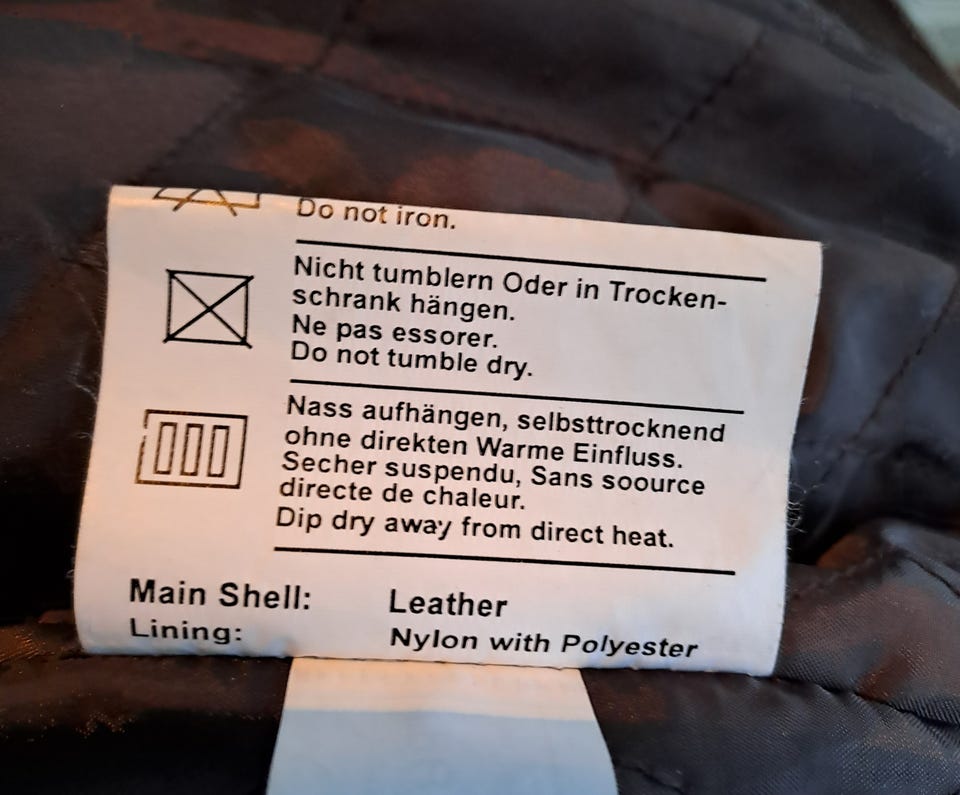 Do not iron.
Nicht tumblern Oder in Trocken-
schrank hängen.
Ne pas essorer.
Do not tumble dry.
Nass aufhängen, selbsttrocknend
ohne direkten Warme Einfluss.
Secher suspendu, Sans soource
directe de chaleur.
Dip dry away from direct heat.
Main Shell: Leather
Lining: Nylon with Polyester